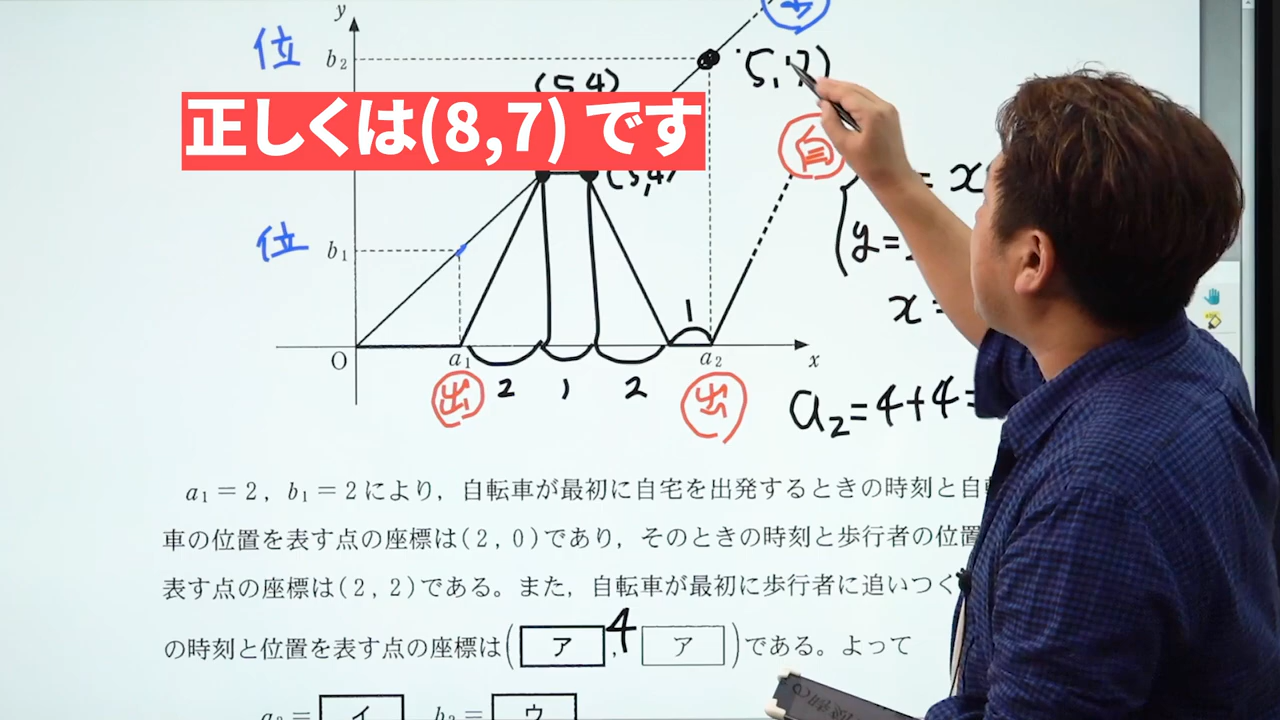 y
位 b₂
(5,4)
5,7)
正しくは(8,7) です
自
(5,4)
= x
位 b₁
y=
x =
1
O a₁ a₂ x
出 2 1 2 出
a₂=4+4=
a₁＝2，b₁＝2により，自転車が最初に自宅を出発するときの時刻と自
車の位置を表す点の座標は(2，0)であり，そのときの時刻と歩行者の位置
表す点の座標は(2，2)である。また，自転車が最初に歩行者に追いつく
の時刻と位置を表す点の座標は( ア ，4 ア )である。よって
イ ウ